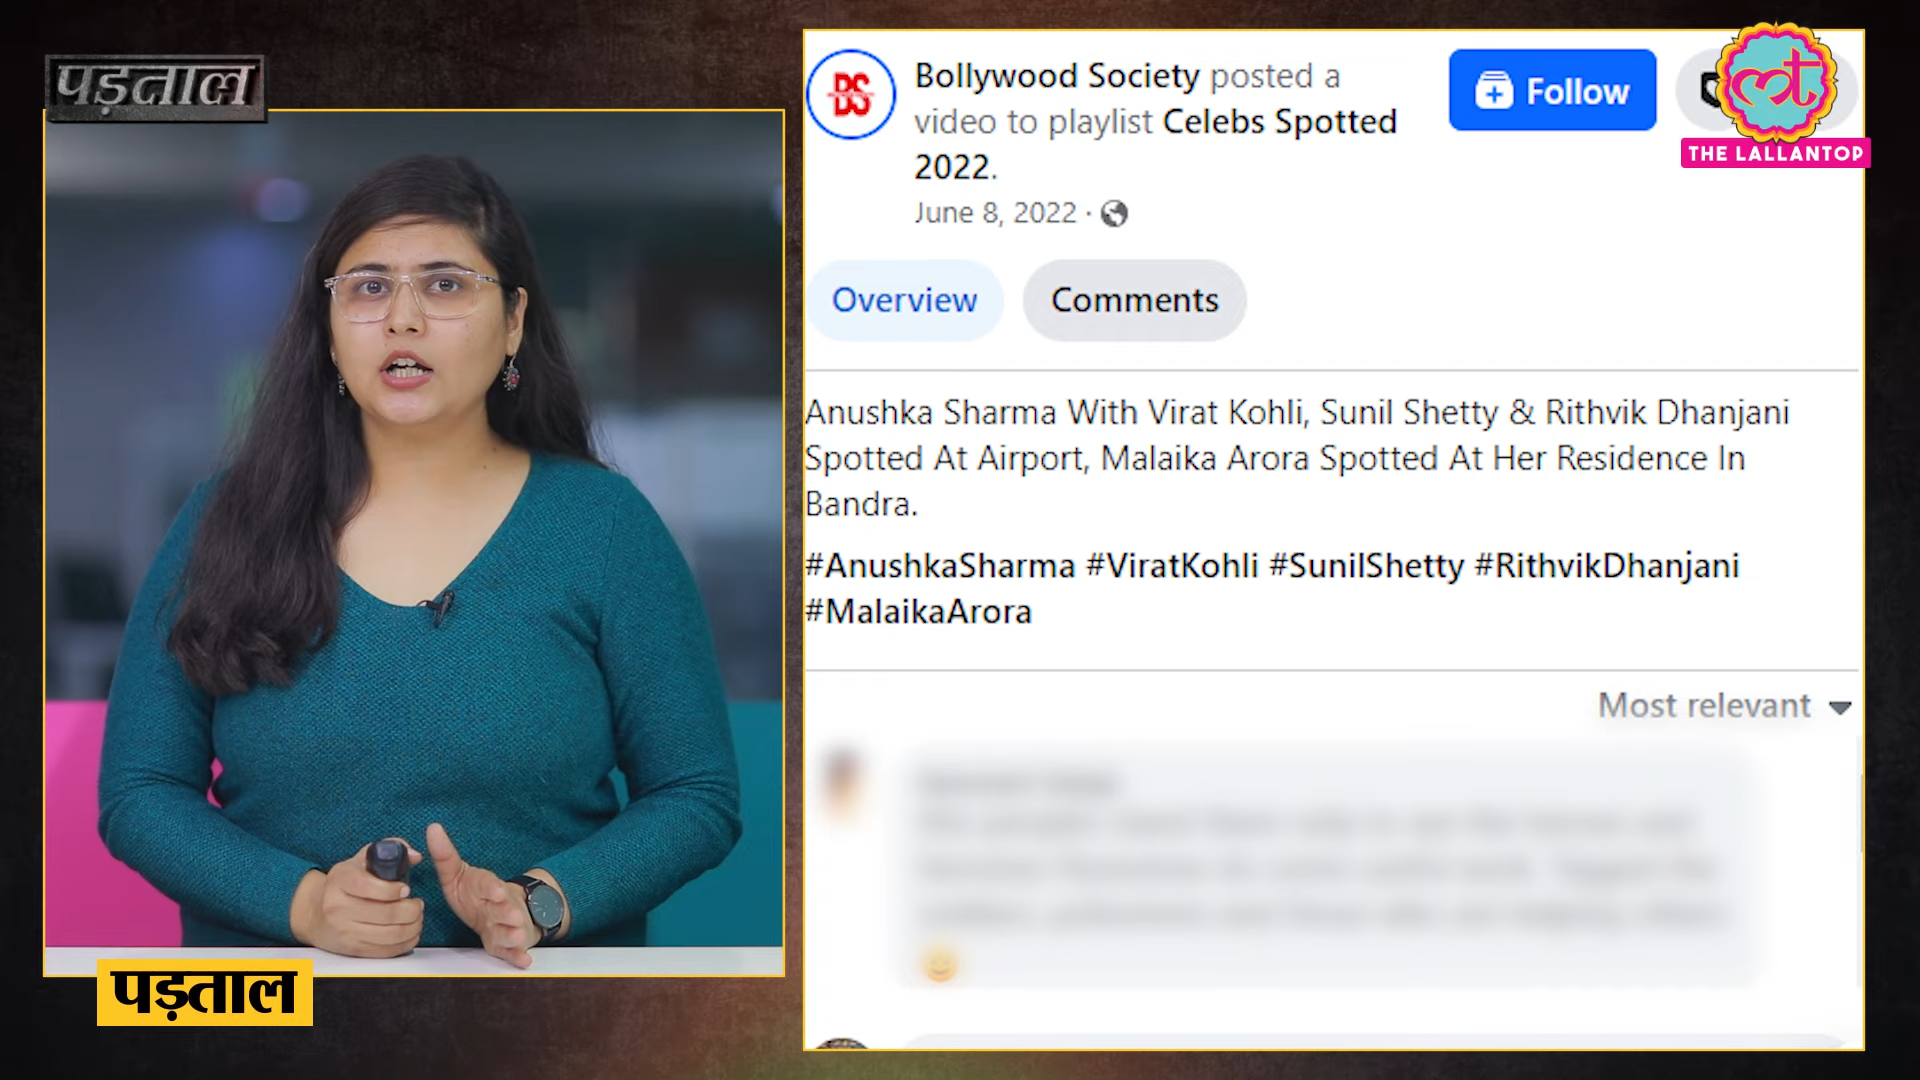 पड़ताल
BS
Bollywood Society posted a
video to playlist Celebs Spotted
2022.
June 8, 2022 ·
Follow
THE LALLANTOP
Overview
Comments
Anushka Sharma With Virat Kohli, Sunil Shetty & Rithvik Dhanjani
Spotted At Airport, Malaika Arora Spotted At Her Residence In
Bandra.
#AnushkaSharma #ViratKohli #SunilShetty #RithvikDhanjani
#MalaikaArora
Most relevant
पड़ताल